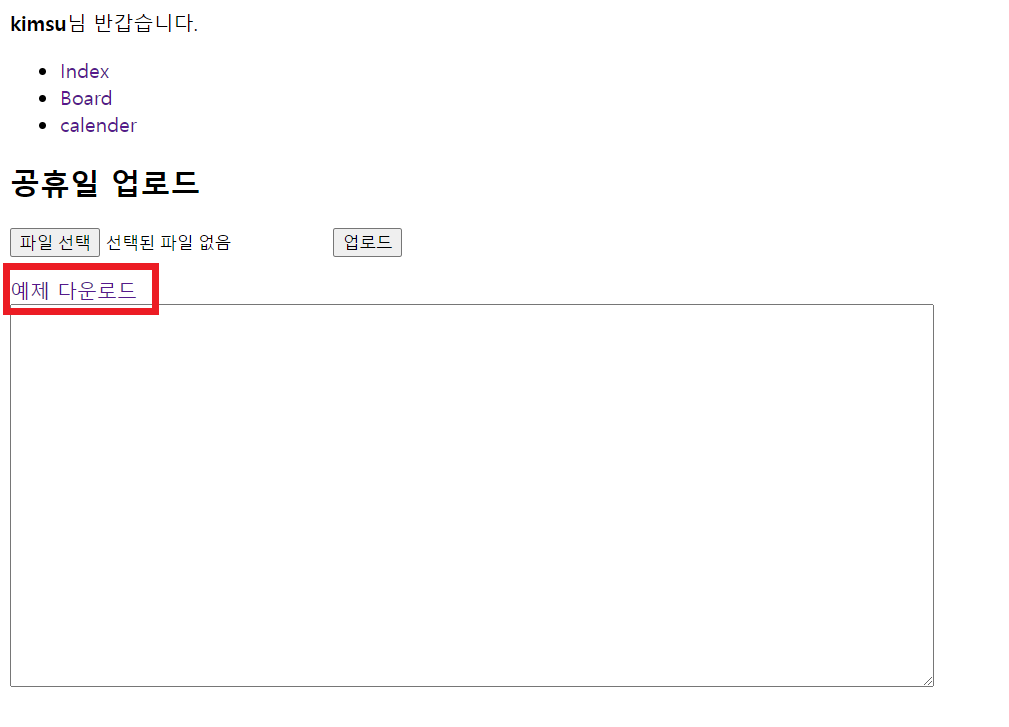 kimsu님 반갑습니다.
Index
Board
calender
공휴일 업로드
파일 선택 선택된 파일 없음 업로드
예제 다운로드